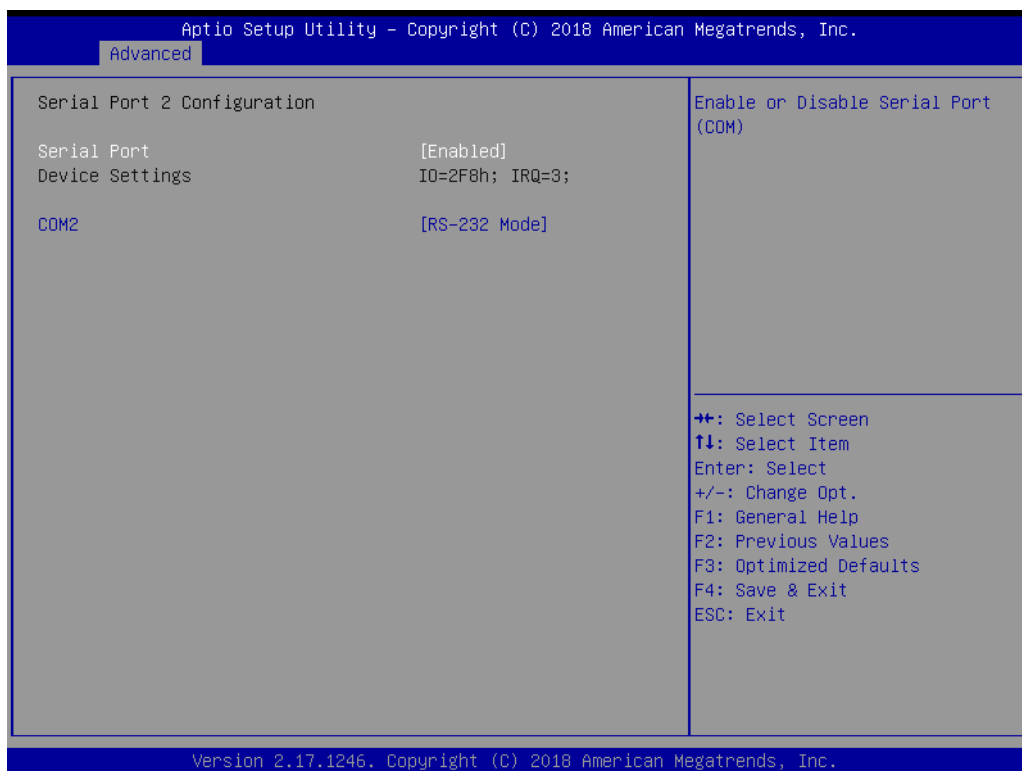 Aptio Setup Utility – Copyright (C) 2018 American Megatrends, Inc.
Advanced
Serial Port 2 Configuration
Serial Port [Enabled]
Device Settings IO=2F8h; IRQ=3;
COM2 [RS-232 Mode]
Enable or Disable Serial Port
(COM)
→←: Select Screen
↑↓: Select Item
Enter: Select
+/-: Change Opt.
F1: General Help
F2: Previous Values
F3: Optimized Defaults
F4: Save & Exit
ESC: Exit
Version 2.17.1246. Copyright (C) 2018 American Megatrends, Inc.